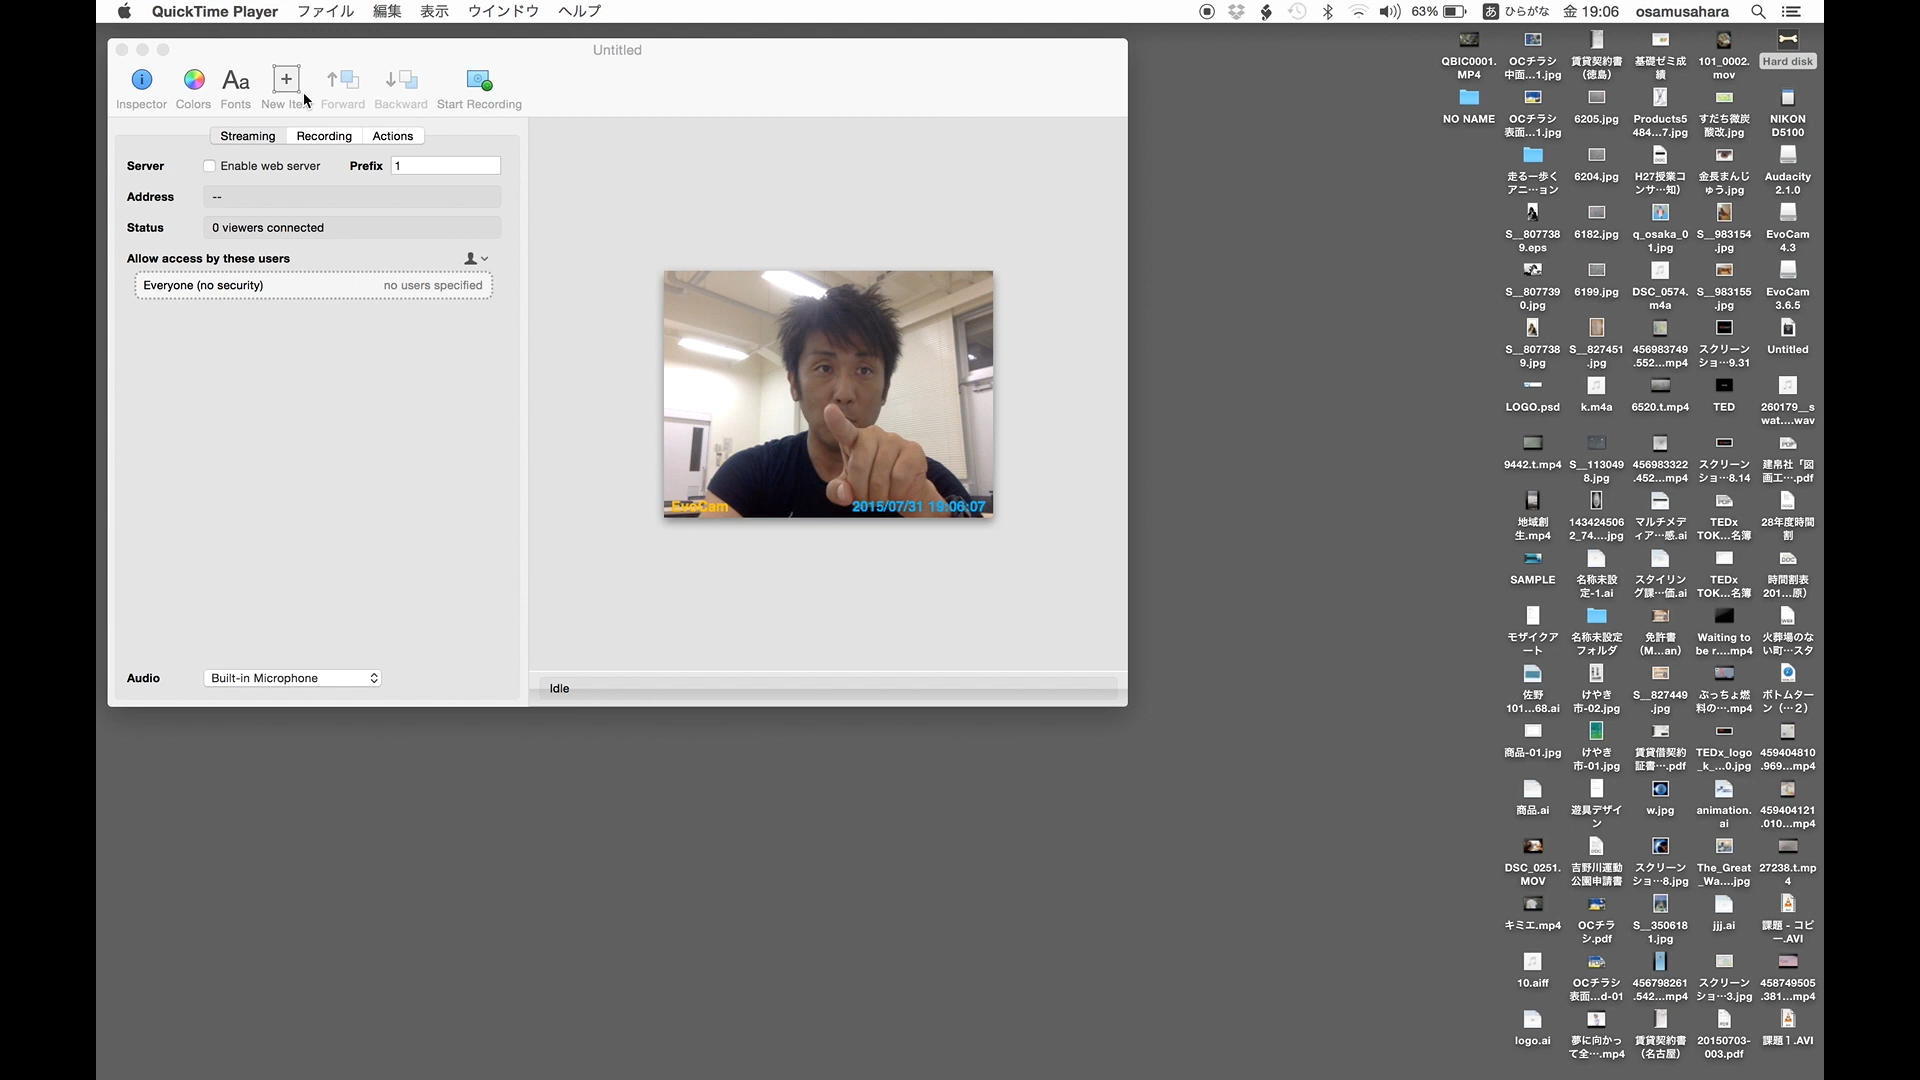 QuickTime Player ファイル 編集 表示 ウインドウ ヘルプ
63% あ ひらがな 金 19:06 osamusahara
Untitled
Inspector Colors Fonts New Item Forward Backward Start Recording
Streaming Recording Actions
Server Enable web server Prefix 1
Address --
Status 0 viewers connected
Allow access by these users
Everyone (no security) no users specified
EvoCam 2015/07/31 19:06:07
Audio Built-in Microphone
Idle
QBIC0001. OCチラシ 賃貸契約書 基礎ゼミ成 101_0002. Hard disk
MP4 中面...1.jpg (徳島) 績 mov
NO NAME OCチラシ 6205.jpg Products5 すだち微炭 NIKON
表面...1.jpg 484...7.jpg 酸改.jpg D5100
走る一歩く 6204.jpg H27授業コ 金長まんじ Audacity
アニ…ョン ンサ…知) ゅう.jpg 2.1.0
S__807738 6182.jpg q_osaka_0 S__983154 EvoCam
9.eps 1.jpg .jpg 4.3
S__807739 6199.jpg DSC_0574. S__983155 EvoCam
0.jpg m4a .jpg 3.6.5
S__807738 S__827451 456983749 スクリーン Untitled
9.jpg .jpg .552...mp4 ショ…9.31
LOGO.psd k.m4a 6520.t.mp4 TED 260179__s
wat....wav
9442.t.mp4 S__113049 456983322 スクリーン 建帛社「図
8.jpg .452...mp4 ショ…8.14 画工….pdf
地域創 143424506 マルチメデ TEDx 28年度時間
生.mp4 2_74....jpg ィア…感.ai TOK...名簿 割
SAMPLE 名称未設 スタイリン TEDx 時間割表
定-1.ai グ課…価.ai TOK...名簿 201...原)
モザイクア 名称未設定 免許書 Waiting to 火葬場のな
ート フォルダ (M...an) be r....mp4 い町…スタ
佐野 けやき S__827449 ぶっちょ燃 ボトムター
101...68.ai 市-02.jpg .jpg 料の….mp4 ン (…2)
商品-01.jpg けやき 賃貸借契約 TEDx_logo 459404810
市-01.jpg 証書….pdf _k_...0.jpg .969...mp4
商品.ai 遊具デザイ w.jpg animation. 459404121
ン ai .010...mp4
DSC_0251. 吉野川運動 スクリーン The_Great 27238.t.mp
MOV 公園申請書 ショ…8.jpg _Wa....jpg 4
キミエ.mp4 OCチラ S__350618 jjj.ai 課題 - コピ
シ.pdf 1.jpg ー.AVI
10.aiff OCチラシ 456798261 スクリーン 458749505
表面...d-01 .542...mp4 ショ…3.jpg .381...mp4
logo.ai 夢に向かっ 賃貸契約書 20150703- 課題1.AVI
て全….mp4 (名古屋) 003.pdf